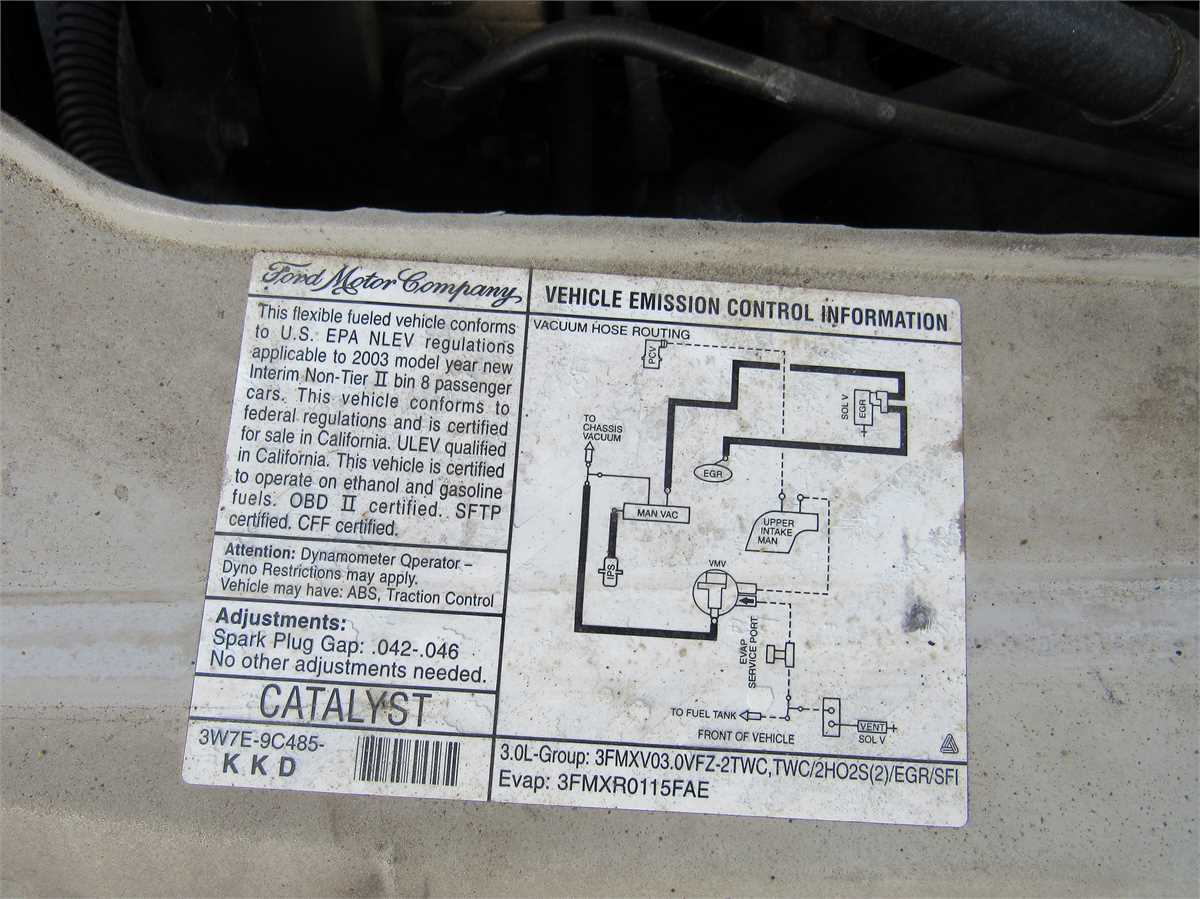 Ford Motor Company
This flexible fueled vehicle conforms
to U.S. EPA NLEV regulations
applicable to 2003 model year new
Interim Non-Tier II bin 8 passenger
cars. This vehicle conforms to
federal regulations and is certified
for sale in California. ULEV qualified
in California. This vehicle is certified
to operate on ethanol and gasoline
fuels. OBD II certified. SFTP
certified. CFF certified.
Attention: Dynamometer Operator –
Dyno Restrictions may apply.
Vehicle may have: ABS, Traction Control
Adjustments:
Spark Plug Gap: .042-.046
No other adjustments needed.
CATALYST
3W7E-9C485-
KKD
VEHICLE EMISSION CONTROL INFORMATION
VACUUM HOSE ROUTING
PCV
SOL V
EGR
TO
CHASSIS
VACUUM
EGR
MAN VAC
UPPER
INTAKE
MAN
IPS
VMV
EVAP
SERVICE PORT
TO FUEL TANK
FRONT OF VEHICLE
VENT
SOL V
3.0L-Group: 3FMXV03.0VFZ-2TWC,TWC/2HO2S(2)/EGR/SFI
Evap: 3FMXR0115FAE